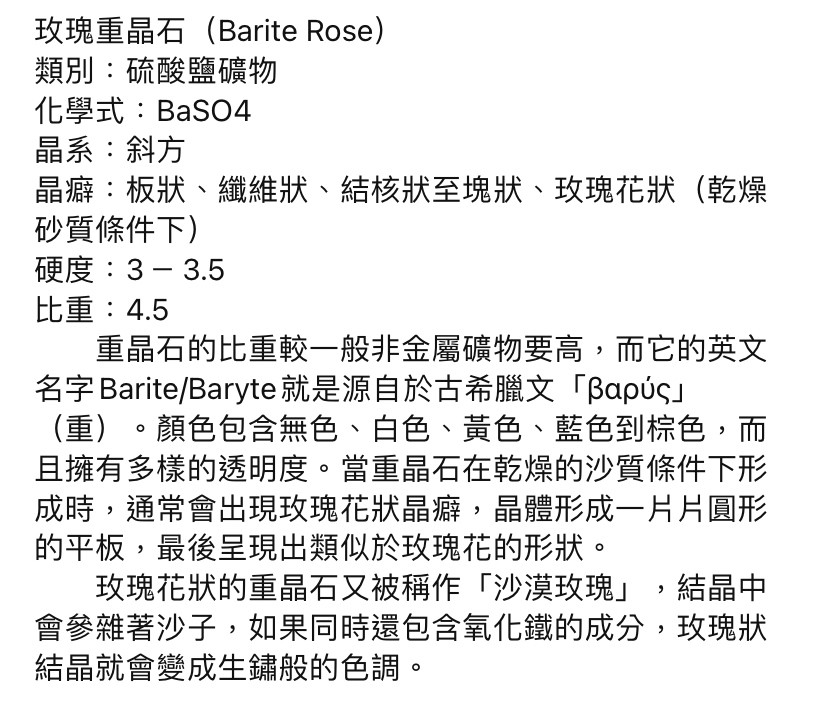 玫瑰重晶石（Barite Rose）
類別：硫酸鹽礦物
化學式：BaSO4
晶系：斜方
晶癖：板狀、纖維狀、結核狀至塊狀、玫瑰花狀（乾燥
砂質條件下）
硬度：3 – 3.5
比重：4.5
　　重晶石的比重較一般非金屬礦物要高，而它的英文
名字Barite/Baryte就是源自於古希臘文「βαρύς」
（重）。顏色包含無色、白色、黃色、藍色到棕色，而
且擁有多樣的透明度。當重晶石在乾燥的沙質條件下形
成時，通常會出現玫瑰花狀晶癖，晶體形成一片片圓形
的平板，最後呈現出類似於玫瑰花的形狀。
　　玫瑰花狀的重晶石又被稱作「沙漠玫瑰」，結晶中
會參雜著沙子，如果同時還包含氧化鐵的成分，玫瑰狀
結晶就會變成生鏽般的色調。